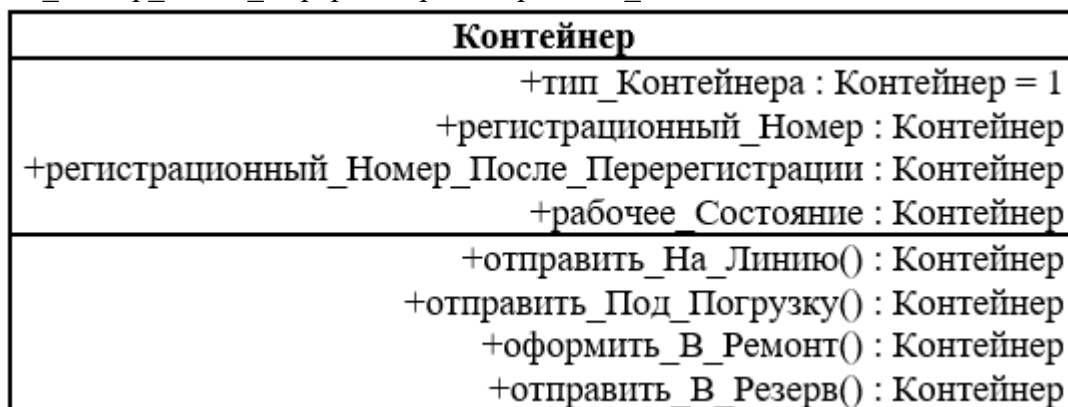 Контейнер
+тип_Контейнера : Контейнер = 1
+регистрационный_Номер : Контейнер
+регистрационный_Номер_После_Перерегистрации : Контейнер
+рабочее_Состояние : Контейнер
+отправить_На_Линию() : Контейнер
+отправить_Под_Погрузку() : Контейнер
+оформить_В_Ремонт() : Контейнер
+отправить_В_Резерв() : Контейнер